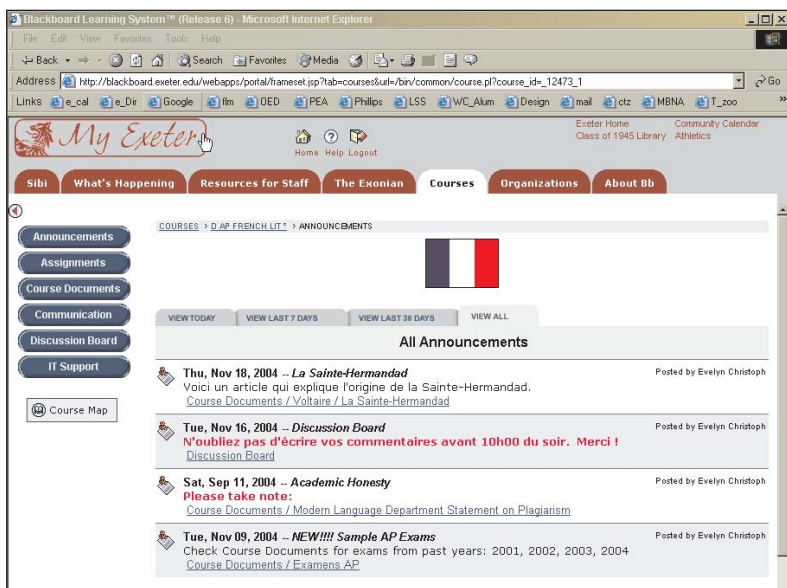 Blackboard Learning System™ (Release 6) - Microsoft Internet Explorer
File Edit View Favorites Tools Help
Back Search Favorites Media
Address http://blackboard.exeter.edu/webapps/portal/frameset.jsp?tab=courses&url=/bin/common/course.pl?course_id=_12473_1 Go
Links e_cal e_Dir Google flm OED PEA Phillips LSS WC_Alum Design mail ctz MBNA T_zoo »
My Exeter
Home Help Logout
Exeter Home Community Calendar
Class of 1945 Library Athletics
Sibi What's Happening Resources for Staff The Exonian Courses Organizations About Bb
COURSES > D AP FRENCH LIT* > ANNOUNCEMENTS
Announcements
Assignments
Course Documents
Communication
Discussion Board
IT Support
Course Map
VIEW TODAY VIEW LAST 7 DAYS VIEW LAST 30 DAYS VIEW ALL
All Announcements
Thu, Nov 18, 2004 -- La Sainte-Hermandad Posted by Evelyn Christoph
Voici un article qui explique l'origine de la Sainte-Hermandad.
Course Documents / Voltaire / La Sainte-Hermandad
Tue, Nov 16, 2004 -- Discussion Board Posted by Evelyn Christoph
N'oubliez pas d'écrire vos commentaires avant 10h00 du soir. Merci !
Discussion Board
Sat, Sep 11, 2004 -- Academic Honesty Posted by Evelyn Christoph
Please take note:
Course Documents / Modern Language Department Statement on Plagiarism
Tue, Nov 09, 2004 -- NEW!!!! Sample AP Exams Posted by Evelyn Christoph
Check Course Documents for exams from past years: 2001, 2002, 2003, 2004
Course Documents / Examens AP